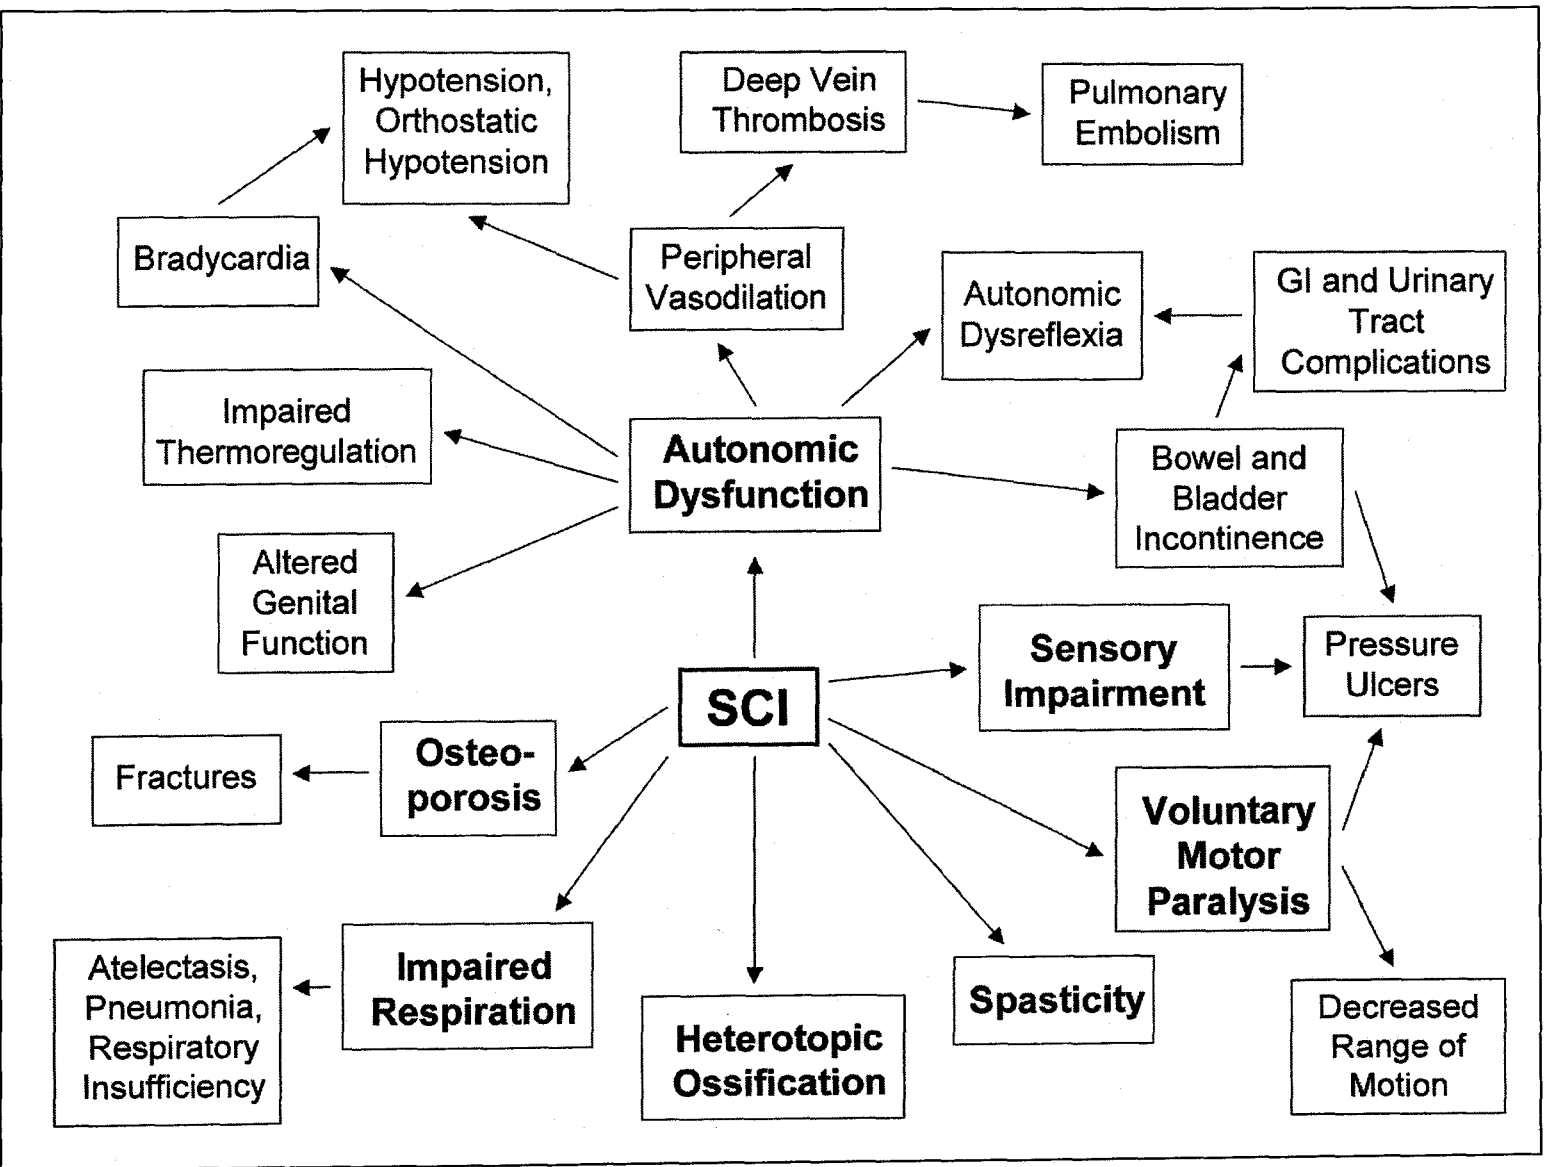 Hypotension,
Orthostatic
Hypotension
Deep Vein
Thrombosis
Pulmonary
Embolism
Bradycardia
Peripheral
Vasodilation
Autonomic
Dysreflexia
GI and Urinary
Tract
Complications
Impaired
Thermoregulation
Autonomic
Dysfunction
Bowel and
Bladder
Incontinence
Altered
Genital
Function
SCI
Sensory
Impairment
Pressure
Ulcers
Fractures
Osteo-
porosis
Voluntary
Motor
Paralysis
Atelectasis,
Pneumonia,
Respiratory
Insufficiency
Impaired
Respiration
Heterotopic
Ossification
Spasticity
Decreased
Range of
Motion